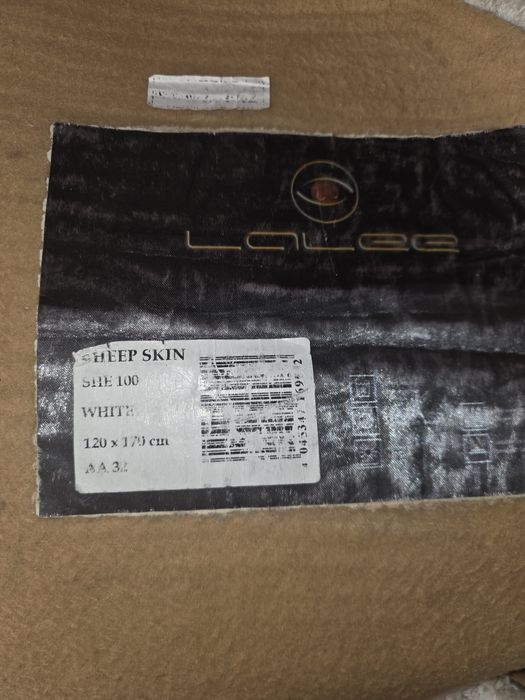 LALEE
SHEEP SKIN
SHE 100
WHITE
120 x 170 cm
AA 32